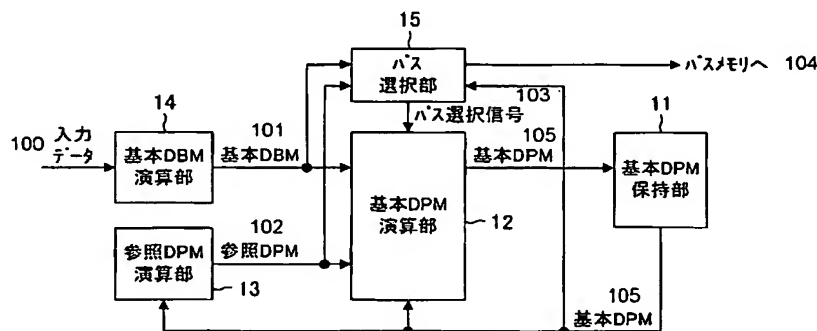 15
パス
選択部
パスメモリへ 104
103
パス選択信号
14
100 入力
データ
基本DBM
演算部
101
基本DBM
105
基本DPM
11
基本DPM
保持部
基本DPM
演算部
12
参照DPM
演算部
13
102
参照DPM
105
基本DPM